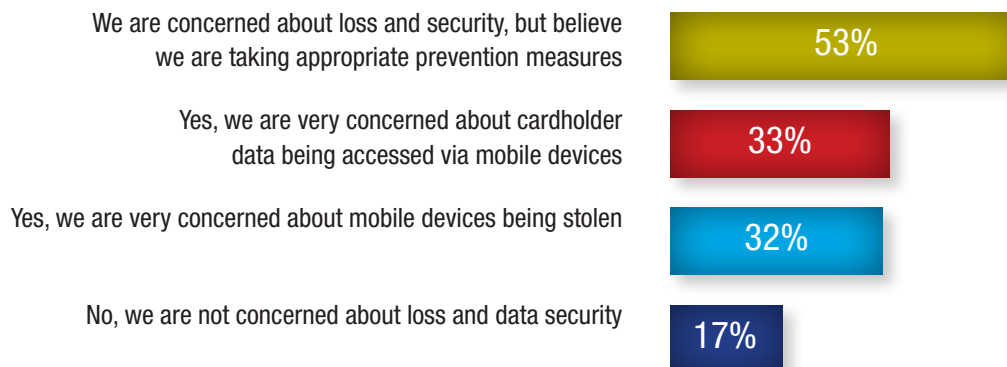 We are concerned about loss and security, but believe
we are taking appropriate prevention measures
53%
Yes, we are very concerned about cardholder
data being accessed via mobile devices
33%
Yes, we are very concerned about mobile devices being stolen
32%
No, we are not concerned about loss and data security
17%